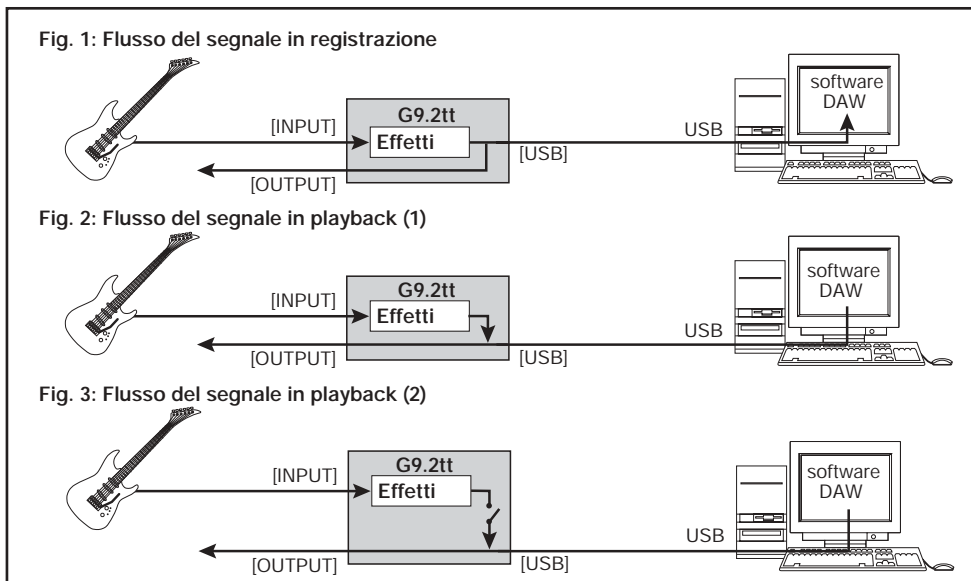 Fig. 1: Flusso del segnale in registrazione
software
DAW
G9.2tt
[INPUT]
Effetti
USB
[USB]
[OUTPUT]
Fig. 2: Flusso del segnale in playback (1)
software
DAW
G9.2tt
[INPUT]
Effetti
USB
[OUTPUT]
[USB]
Fig. 3: Flusso del segnale in playback (2)
software
DAW
G9.2tt
[INPUT]
Effetti
USB
[OUTPUT]
[USB]